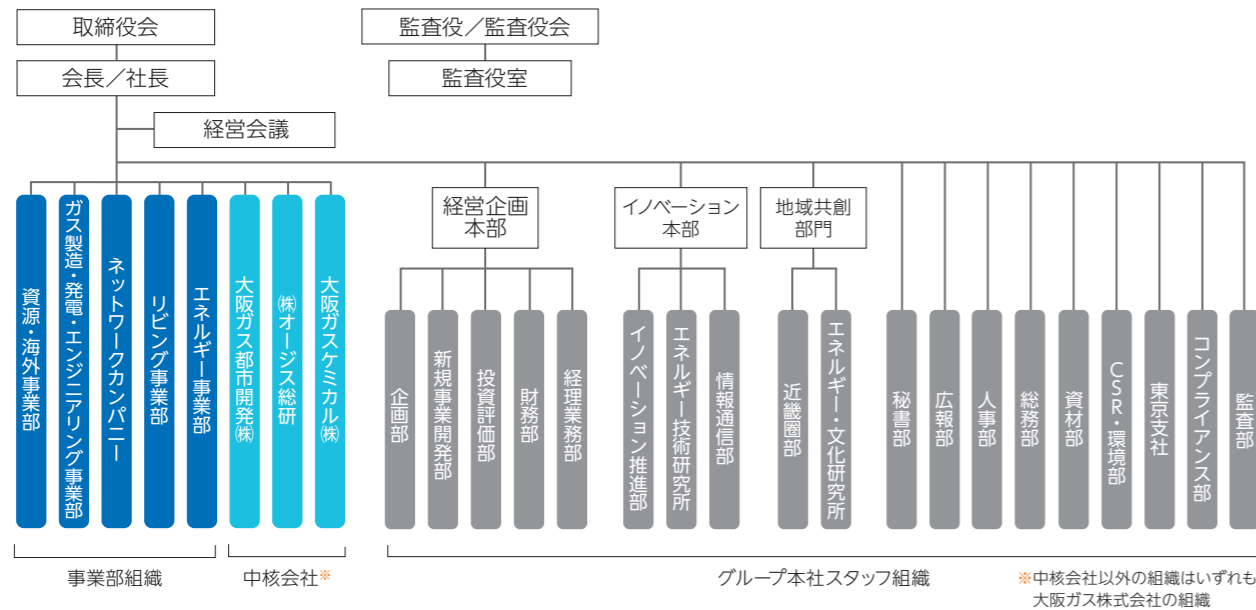 取締役会
監査役／監査役会
会長／社長
監査役室
経営会議
経営企画
本部
イノベーション
本部
地域共創
部門
資源・海外事業部
ガス製造・発電・エンジニアリング事業部
ネットワークカンパニー
リビング事業部
エネルギー事業部
大阪ガス都市開発㈱
㈱オージス総研
大阪ガスケミカル㈱
企画部
新規事業開発部
投資評価部
財務部
経理業務部
イノベーション推進部
エネルギー技術研究所
情報通信部
近畿圏部
エネルギー・文化研究所
秘書部
広報部
人事部
総務部
資材部
CSR・環境部
東京支社
コンプライアンス部
監査部
事業部組織
中核会社※
グループ本社スタッフ組織
※中核会社以外の組織はいずれも
大阪ガス株式会社の組織